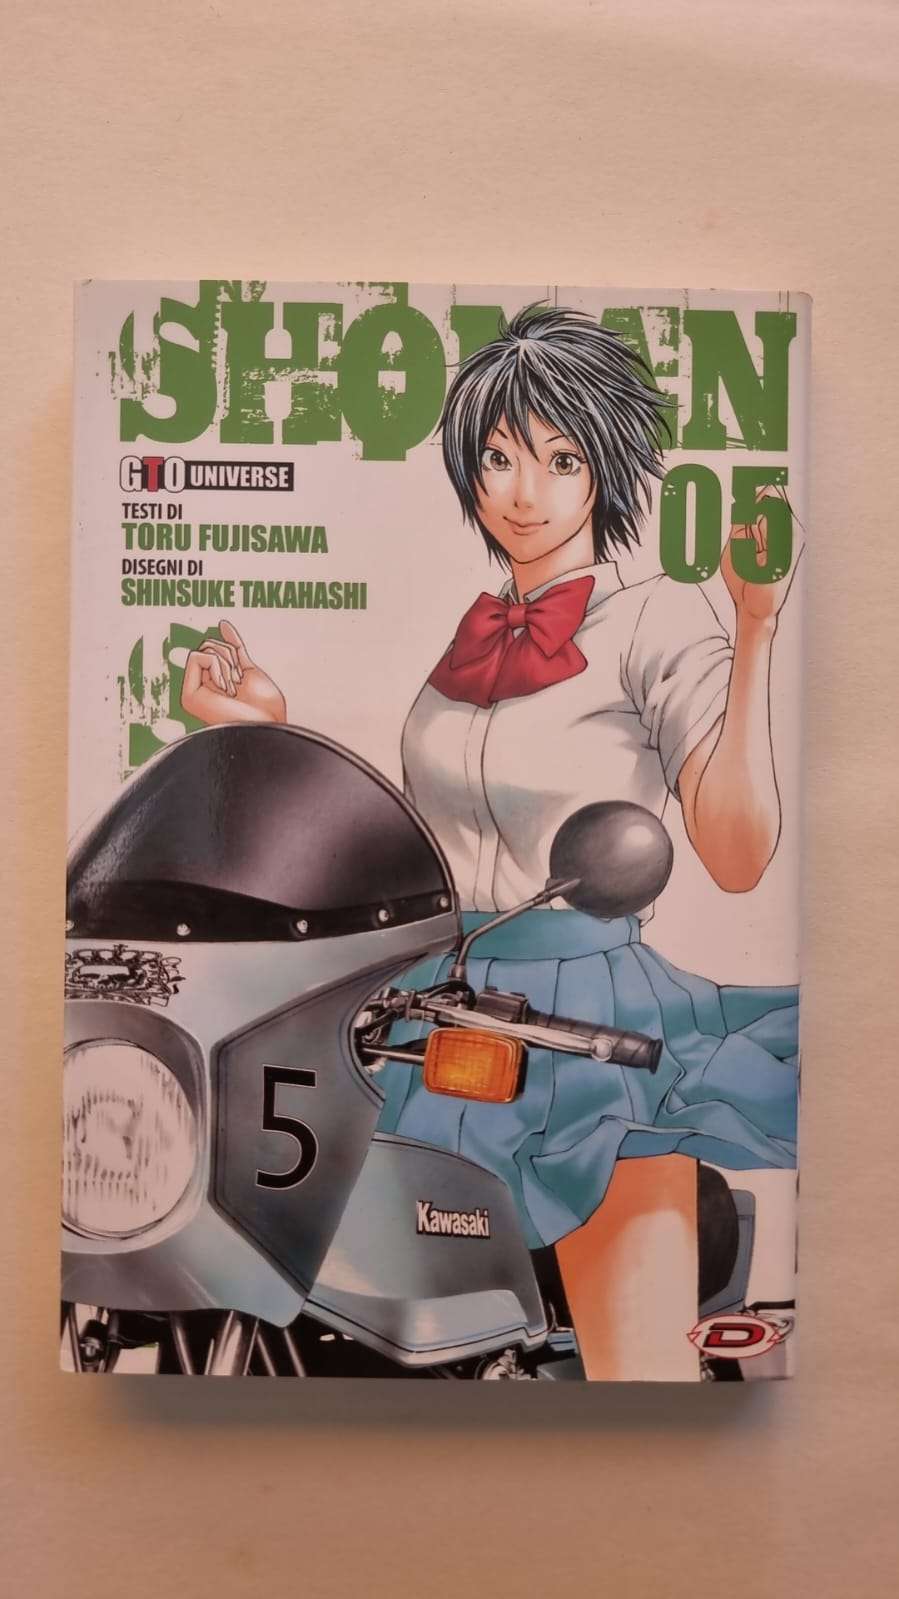 SHONAN
05
GTO UNIVERSE
TESTI DI
TORU FUJISAWA
DISEGNI DI
SHINSUKE TAKAHASHI
S
5
Kawasaki
D